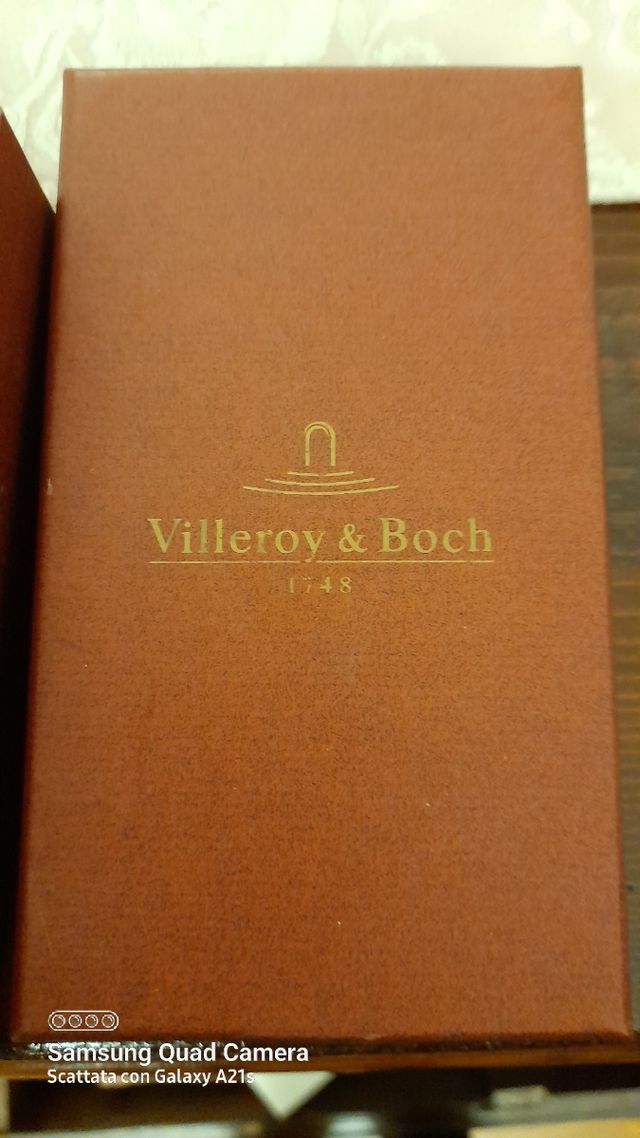 Villeroy & Boch
1748
Samsung Quad Camera
Scattata con Galaxy A21s